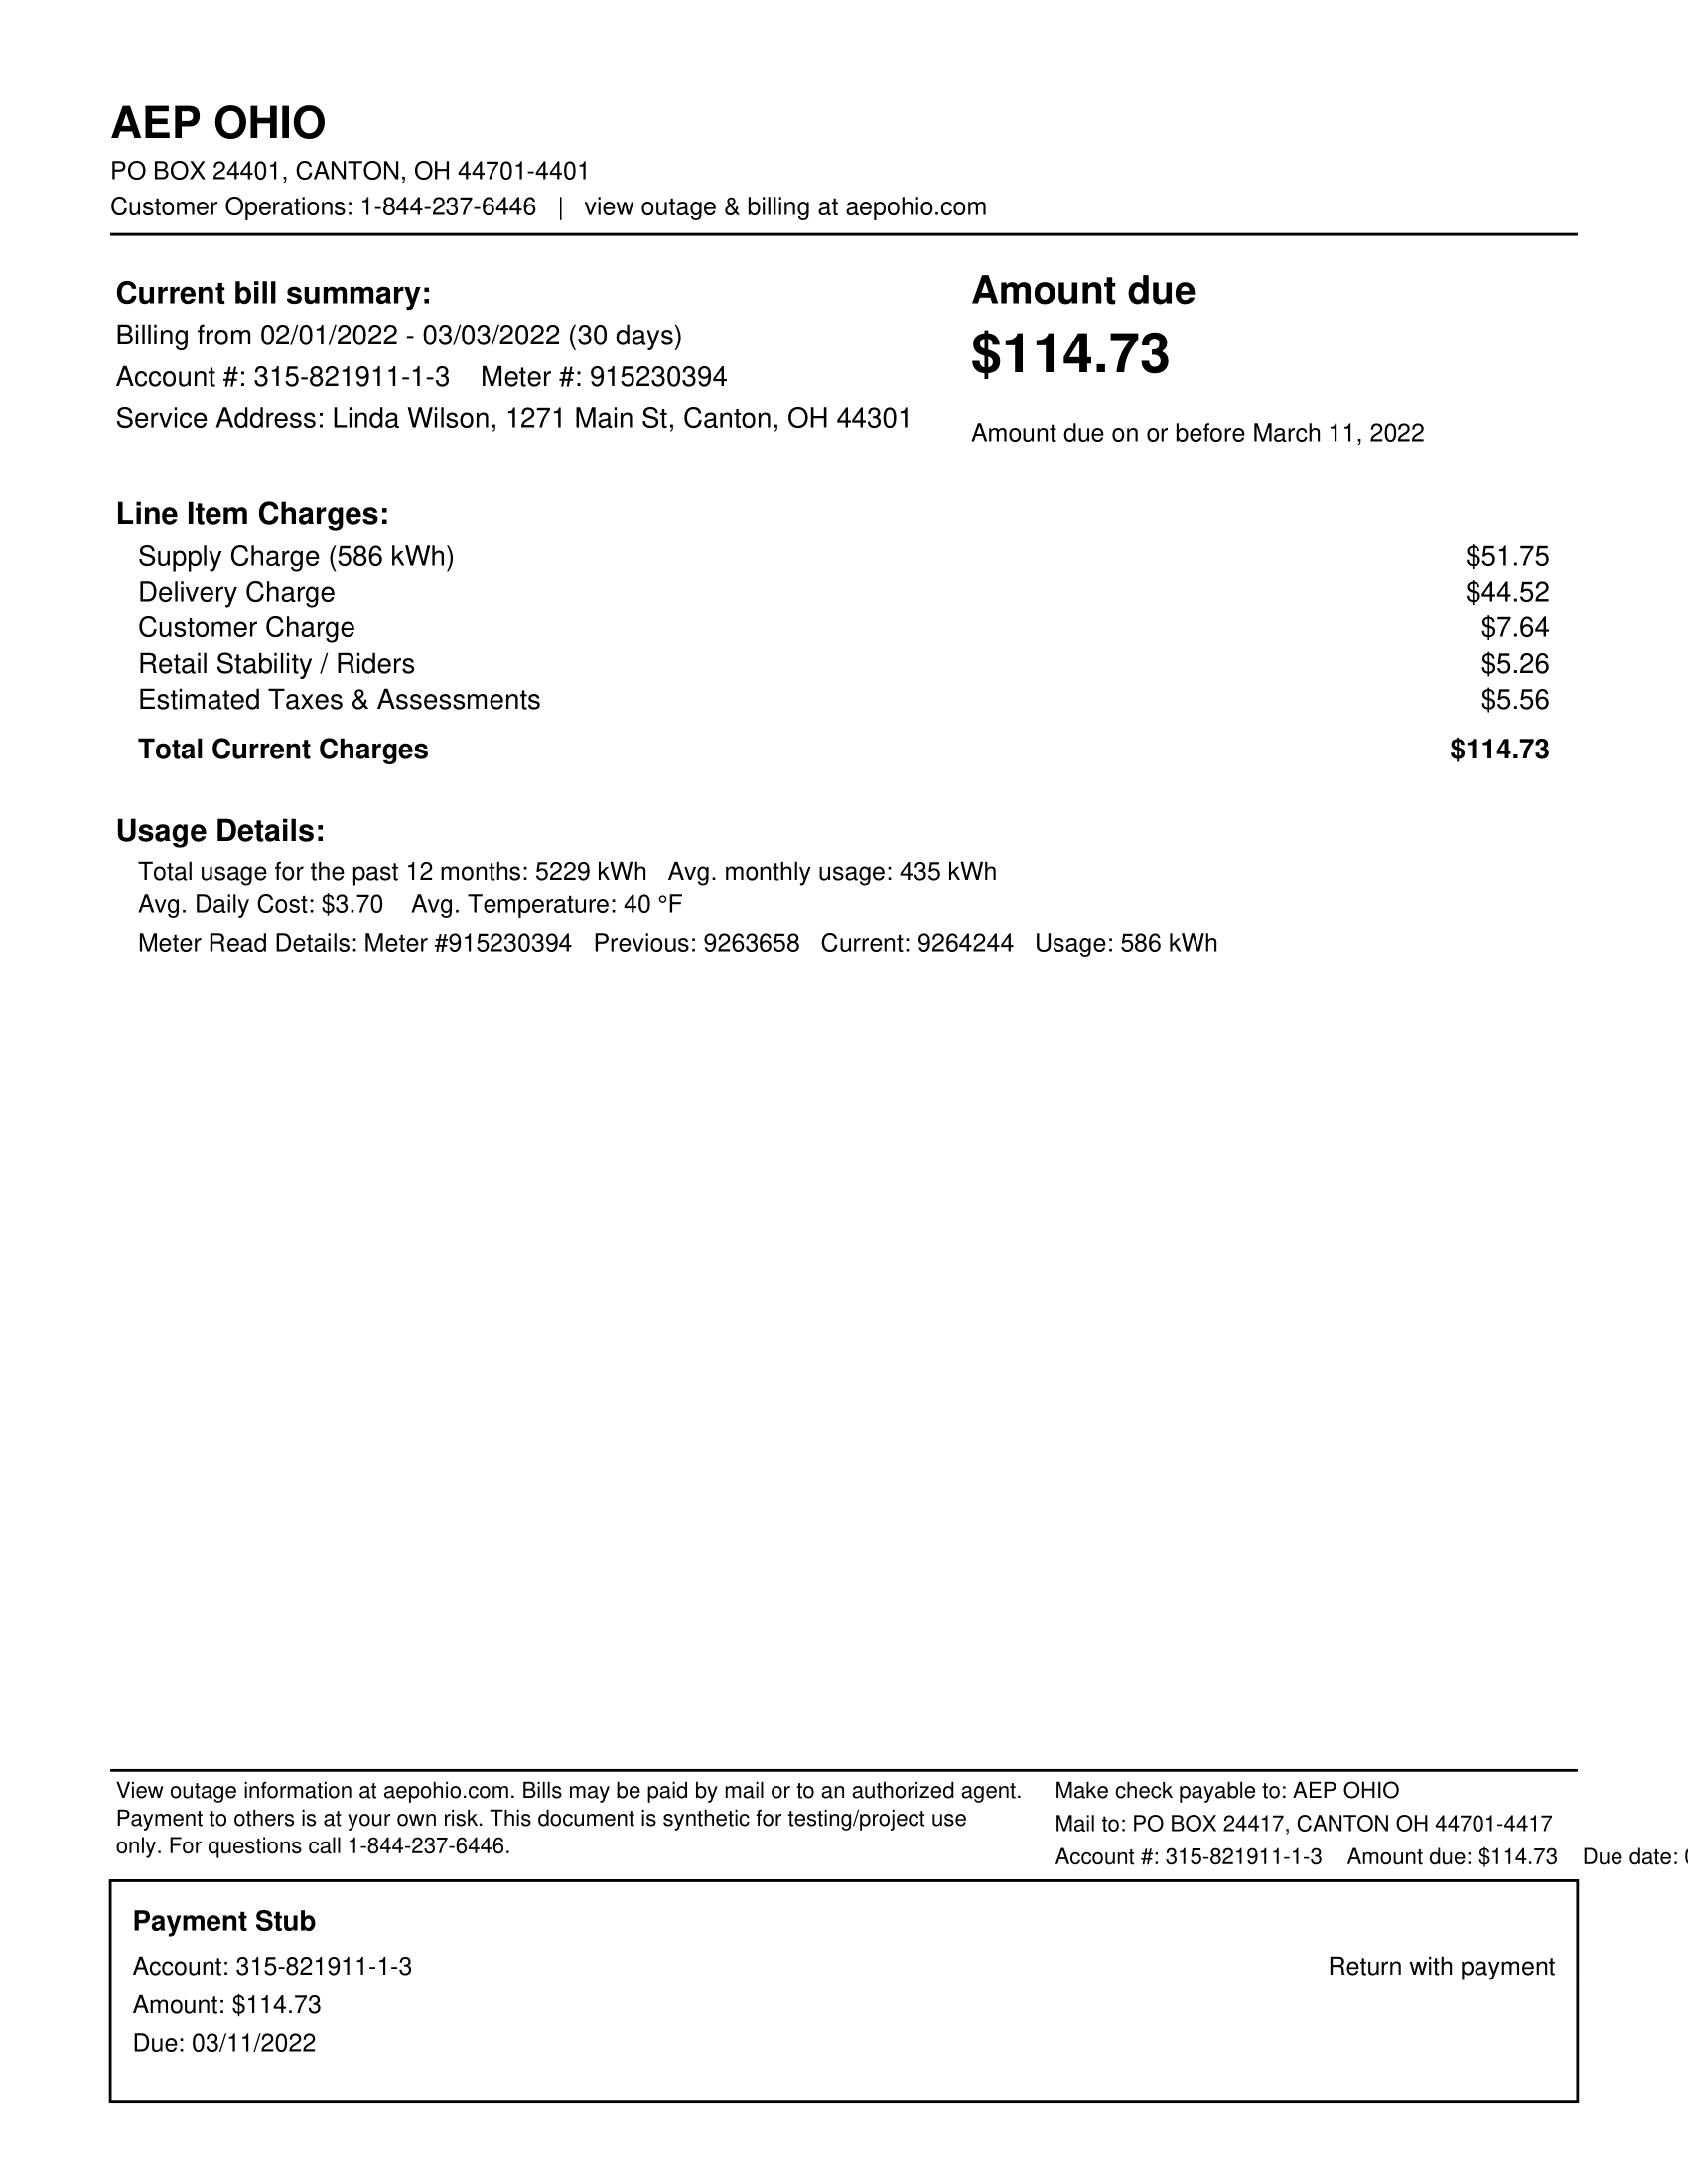 AEP OHIO
PO BOX 24401, CANTON, OH 44701-4401
Customer Operations: 1-844-237-6446 | view outage & billing at aepohio.com
Current bill summary:
Billing from 02/01/2022 - 03/03/2022 (30 days)
Account #: 315-821911-1-3 Meter #: 915230394
Service Address: Linda Wilson, 1271 Main St, Canton, OH 44301
Amount due
$114.73
Amount due on or before March 11, 2022
Line Item Charges:
Supply Charge (586 kWh) $51.75
Delivery Charge $44.52
Customer Charge $7.64
Retail Stability / Riders $5.26
Estimated Taxes & Assessments $5.56
Total Current Charges $114.73
Usage Details:
Total usage for the past 12 months: 5229 kWh Avg. monthly usage: 435 kWh
Avg. Daily Cost: $3.70 Avg. Temperature: 40 °F
Meter Read Details: Meter #915230394 Previous: 9263658 Current: 9264244 Usage: 586 kWh
View outage information at aepohio.com. Bills may be paid by mail or to an authorized agent.
Payment to others is at your own risk. This document is synthetic for testing/project use
only. For questions call 1-844-237-6446.
Make check payable to: AEP OHIO
Mail to: PO BOX 24417, CANTON OH 44701-4417
Account #: 315-821911-1-3 Amount due: $114.73 Due date:
Payment Stub
Account: 315-821911-1-3
Return with payment
Amount: $114.73
Due: 03/11/2022